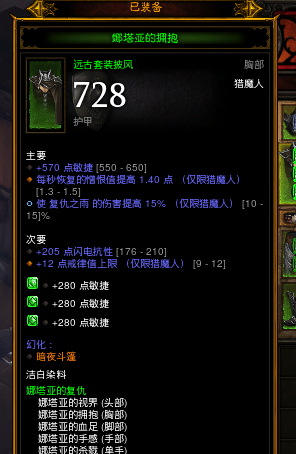 已装备
娜塔亚的拥抱
远古套装披风 胸部
728 猎魔人
护甲
主要
+570 点敏捷 [550 - 650]
每秒恢复的憎恨值提高 1.40 点 （仅限猎魔人）
[1.3 - 1.5]
使 复仇之雨 的伤害提高 15% （仅限猎魔人） [10 -
15]%
次要
+205 点闪电抗性 [176 - 210]
+12 点戒律值上限 （仅限猎魔人） [9 - 12]
+280 点敏捷
+280 点敏捷
+280 点敏捷
幻化：
暗夜斗篷
洁白染料
娜塔亚的复仇
娜塔亚的视界 (头部)
娜塔亚的拥抱 (胸部)
娜塔亚的血足 (脚部)
娜塔亚的手感 (手部)
娜塔亚的杀戮 (单手)